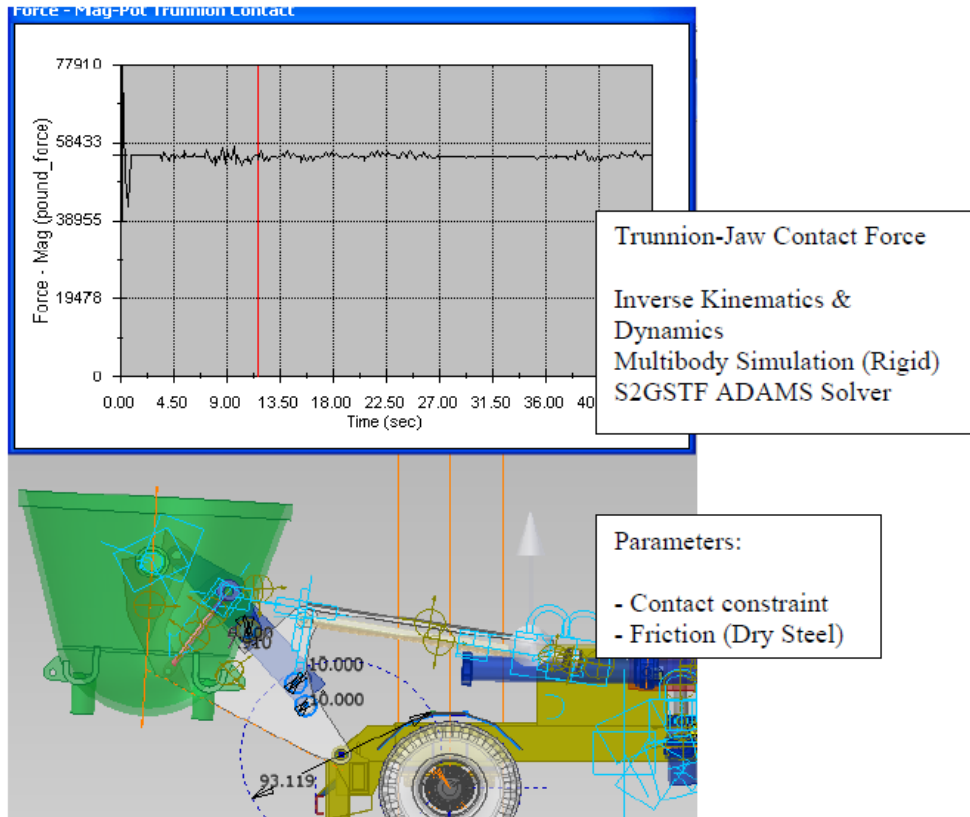 Force - Mag-Pot Trunnion Contact
77910
58433
38955
19478
0
Force - Mag (pound_force)
0.00 4.50 9.00 13.50 18.00 22.50 27.00 31.50 36.00 40
Time (sec)
Trunnion-Jaw Contact Force
Inverse Kinematics &
Dynamics
Multibody Simulation (Rigid)
S2GSTF ADAMS Solver
Parameters:
- Contact constraint
- Friction (Dry Steel)
10.000
10.000
93.119